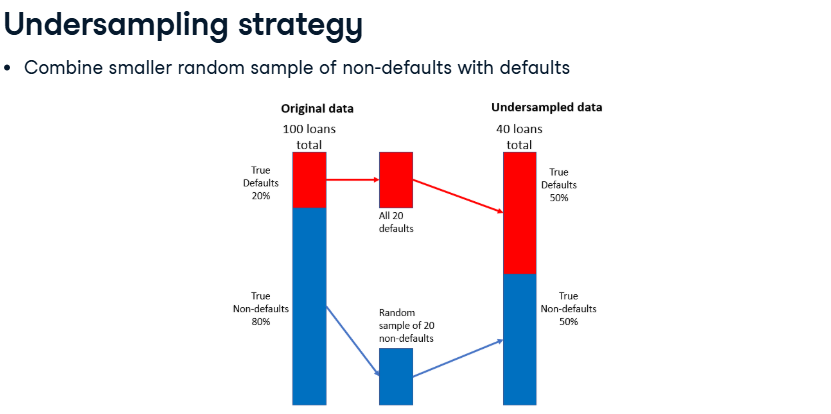 Undersampling strategy
• Combine smaller random sample of non-defaults with defaults
Original data
100 loans
total
Undersampled data
40 loans
total
True
Defaults
20%
All 20
defaults
True
Defaults
50%
True
Non-defaults
80%
Random
sample of 20
non-defaults
True
Non-defaults
50%